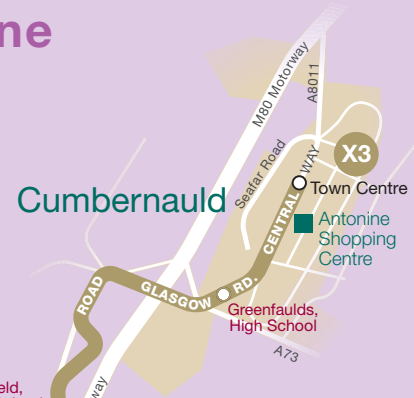 ne
M80 Motorway
A8011
X3
Seafar Road
CENTRAL WAY
Town Centre
Cumbernauld
Antonine
Shopping
Centre
ROAD
GLASGOW RD.
Greenfaulds,
High School
A73
eld,
way